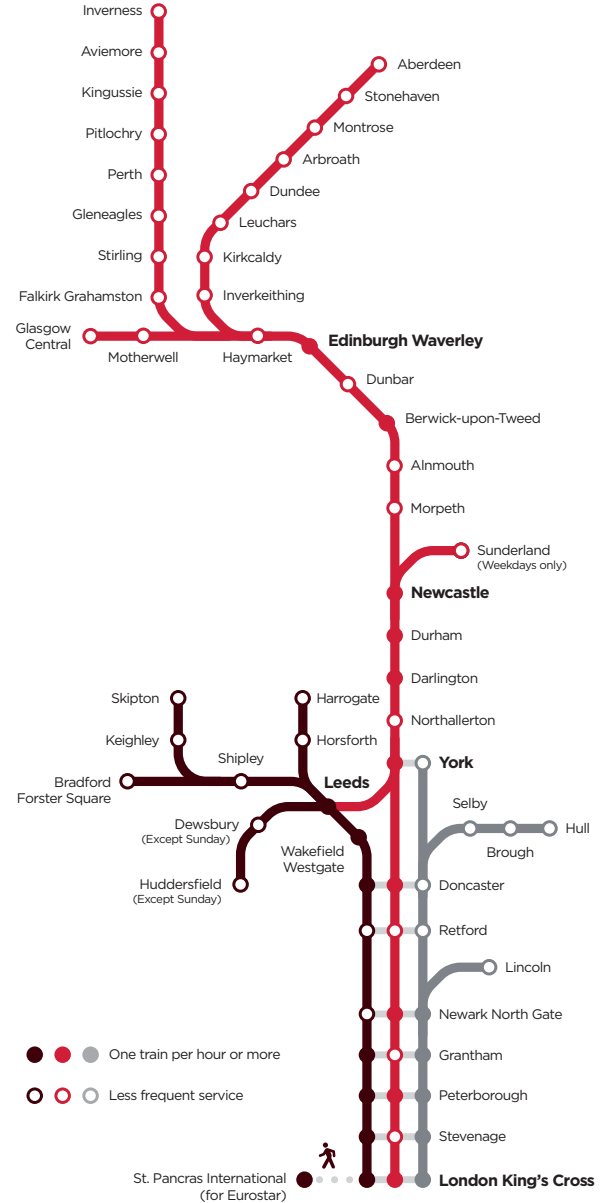 Inverness
Aviemore
Kingussie
Pitlochry
Perth
Gleneagles
Stirling
Falkirk Grahamston
Glasgow
Central
Motherwell
Haymarket
Aberdeen
Stonehaven
Montrose
Arbroath
Dundee
Leuchars
Kirkcaldy
Inverkeithing
Edinburgh Waverley
Dunbar
Berwick-upon-Tweed
Alnmouth
Morpeth
Sunderland
(Weekdays only)
Newcastle
Durham
Darlington
Northallerton
York
Skipton
Keighley
Shipley
Bradford
Forster Square
Harrogate
Horsforth
Leeds
Dewsbury
(Except Sunday)
Huddersfield
(Except Sunday)
Wakefield
Westgate
Selby
Brough
Hull
Doncaster
Retford
Lincoln
Newark North Gate
Grantham
Peterborough
Stevenage
London King's Cross
One train per hour or more
Less frequent service
St. Pancras International
(for Eurostar)